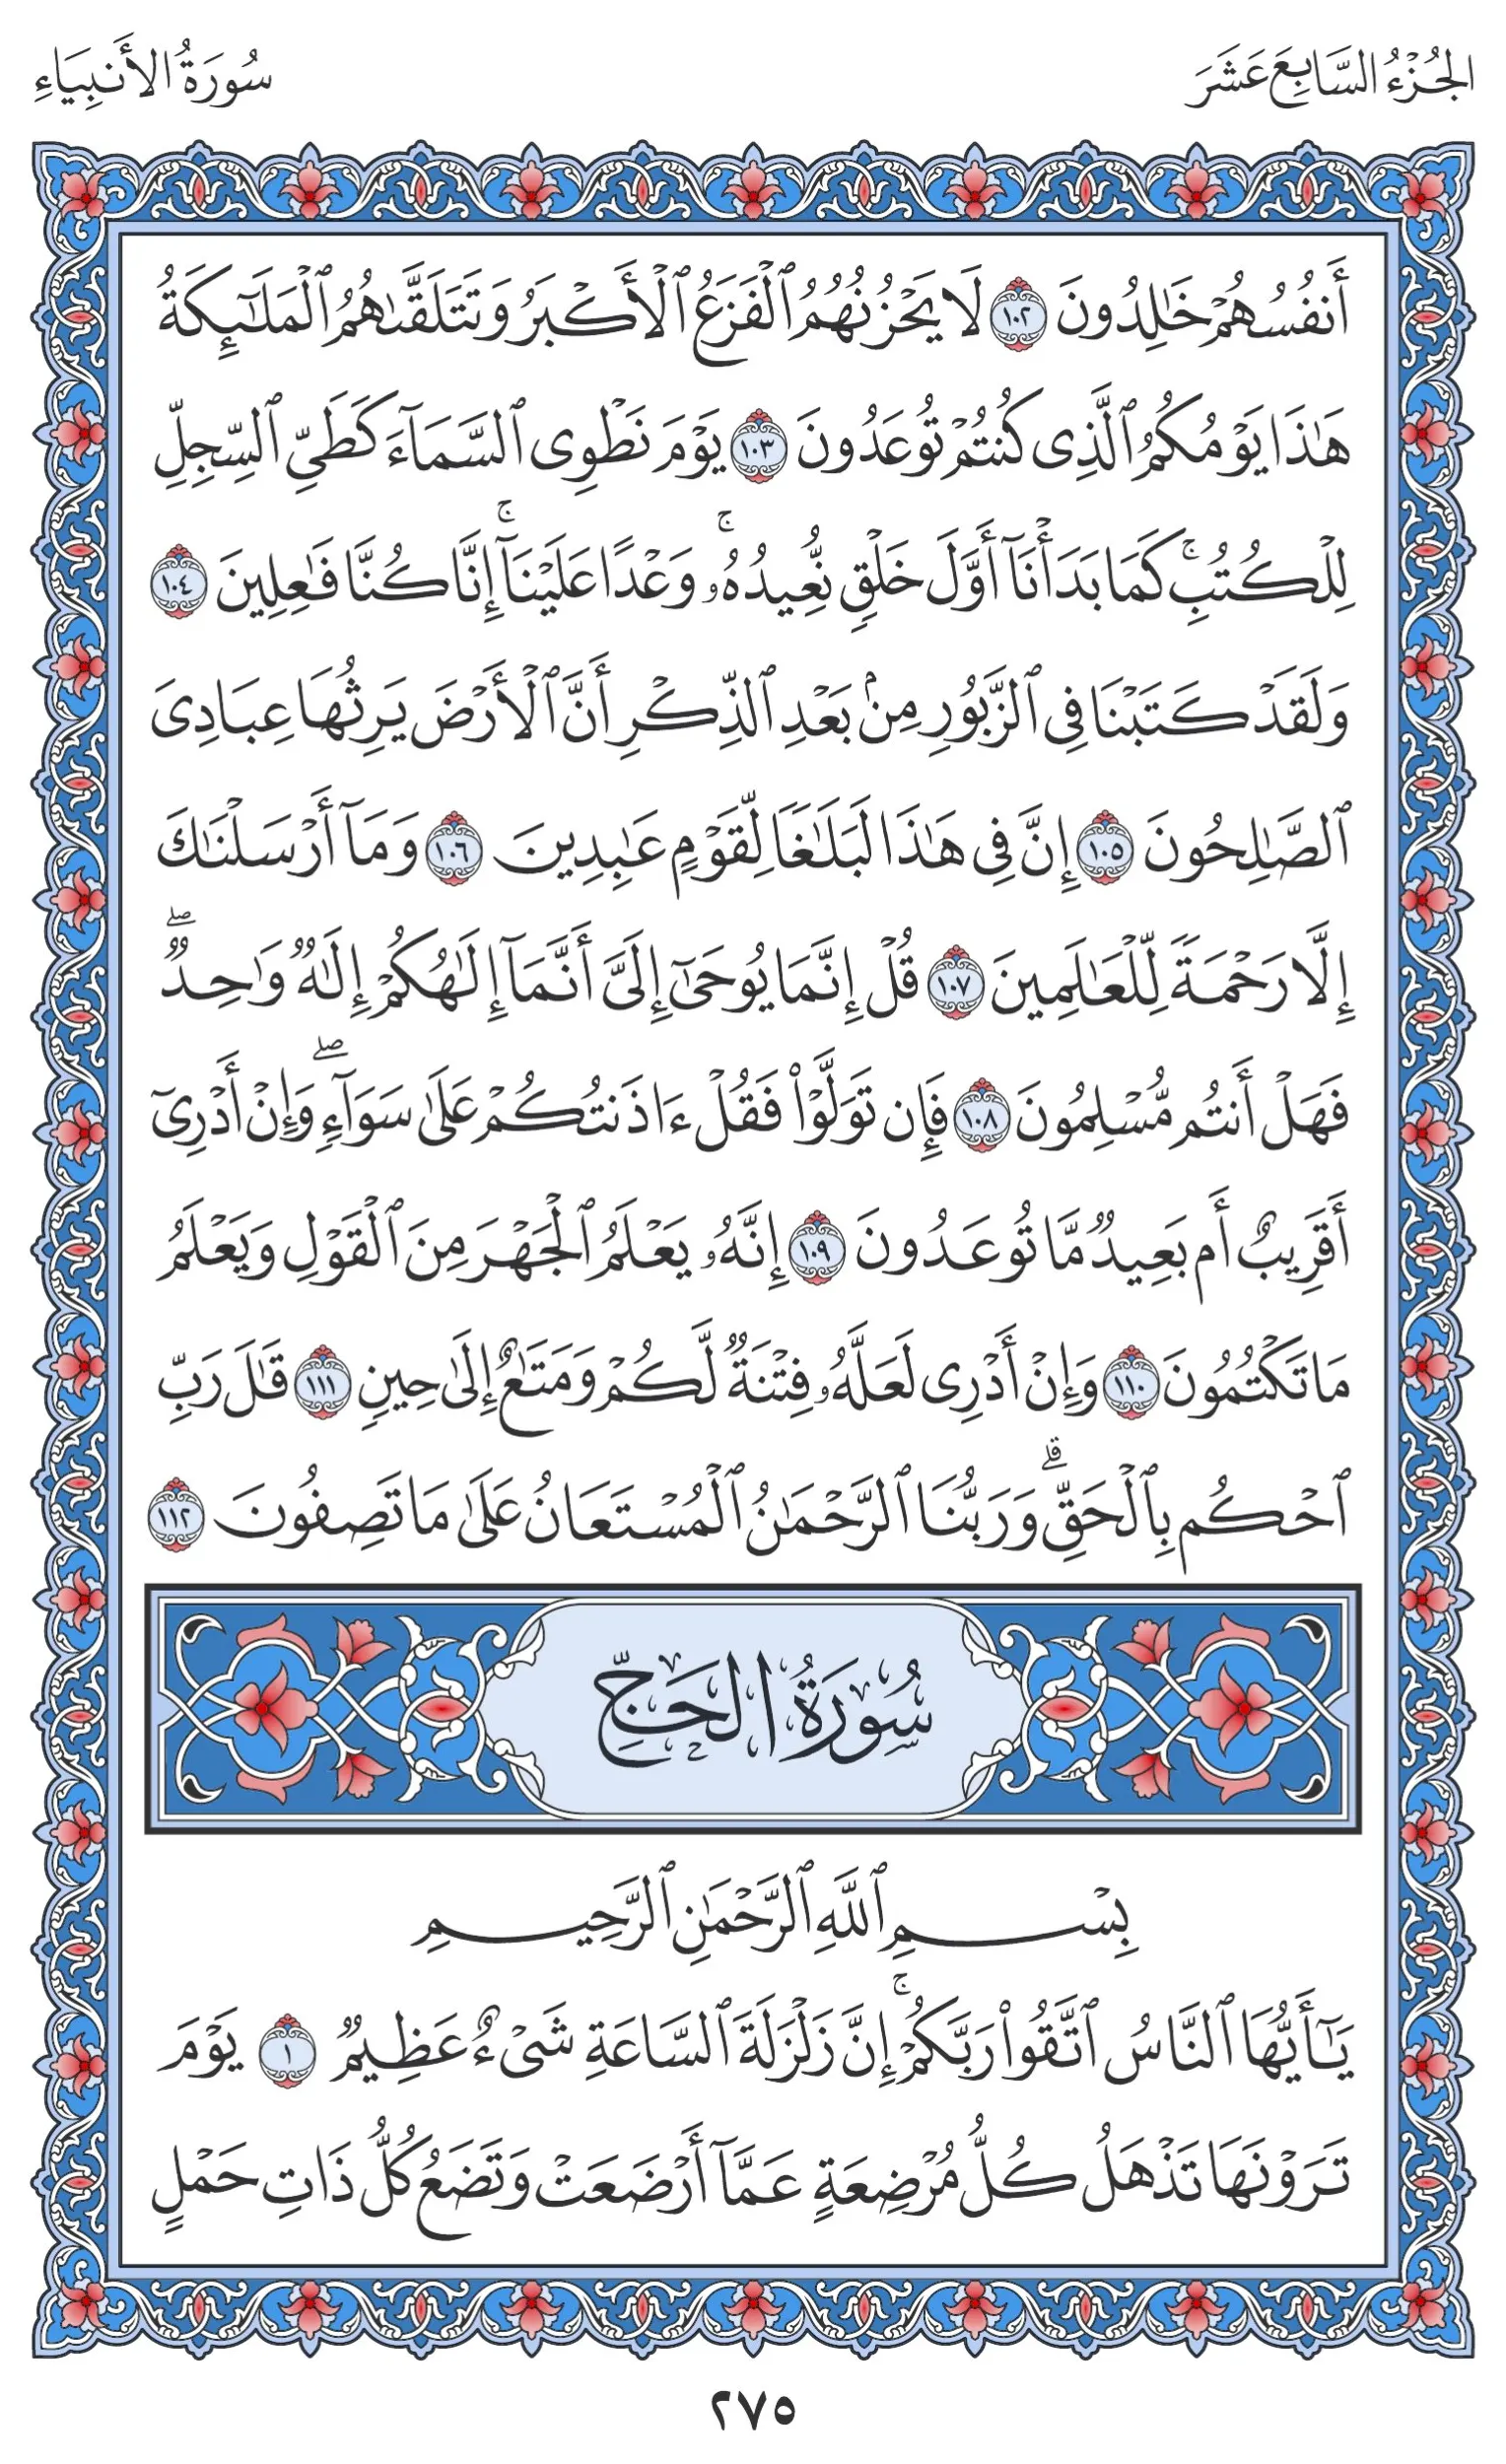 الجُزْءُ السَّابِعَ عَشَرَ
سُورَةُ الأَنبِيَاءِ
أَنفُسُهُمْ خَٰلِدُونَ ١٠٢ لَا يَحْزُنُهُمُ ٱلْفَزَعُ ٱلْأَكْبَرُ وَتَتَلَقَّىٰهُمُ ٱلْمَلَٰٓئِكَةُ
هَٰذَا يَوْمُكُمُ ٱلَّذِى كُنتُمْ تُوعَدُونَ ١٠٣ يَوْمَ نَطْوِى ٱلسَّمَآءَ كَطَىِّ ٱلسِّجِلِّ
لِلْكُتُبِ ۚ كَمَا بَدَأْنَآ أَوَّلَ خَلْقٍ نُّعِيدُهُۥ ۚ وَعْدًا عَلَيْنَآ ۚ إِنَّا كُنَّا فَٰعِلِينَ ١٠٤
وَلَقَدْ كَتَبْنَا فِى ٱلزَّبُورِ مِنۢ بَعْدِ ٱلذِّكْرِ أَنَّ ٱلْأَرْضَ يَرِثُهَا عِبَادِىَ
ٱلصَّٰلِحُونَ ١٠٥ إِنَّ فِى هَٰذَا لَبَلَٰغًا لِّقَوْمٍ عَٰبِدِينَ ١٠٦ وَمَآ أَرْسَلْنَٰكَ
إِلَّا رَحْمَةً لِّلْعَٰلَمِينَ ١٠٧ قُلْ إِنَّمَا يُوحَىٰٓ إِلَىَّ أَنَّمَآ إِلَٰهُكُمْ إِلَٰهٌ وَٰحِدٌ ۖ
فَهَلْ أَنتُم مُّسْلِمُونَ ١٠٨ فَإِن تَوَلَّوْا۟ فَقُلْ ءَاذَنتُكُمْ عَلَىٰ سَوَآءٍ ۖ وَإِنْ أَدْرِىٓ
أَقَرِيبٌ أَم بَعِيدٌ مَّا تُوعَدُونَ ١٠٩ إِنَّهُۥ يَعْلَمُ ٱلْجَهْرَ مِنَ ٱلْقَوْلِ وَيَعْلَمُ
مَا تَكْتُمُونَ ١١٠ وَإِنْ أَدْرِى لَعَلَّهُۥ فِتْنَةٌ لَّكُمْ وَمَتَٰعٌ إِلَىٰ حِينٍ ١١١ قَٰلَ رَبِّ
ٱحْكُم بِٱلْحَقِّ ۗ وَرَبُّنَا ٱلرَّحْمَٰنُ ٱلْمُسْتَعَانُ عَلَىٰ مَا تَصِفُونَ ١١٢
سُورَةُ الحَجِّ
بِسْمِ ٱللَّهِ ٱلرَّحْمَٰنِ ٱلرَّحِيمِ
يَٰٓأَيُّهَا ٱلنَّاسُ ٱتَّقُوا۟ رَبَّكُمْ ۚ إِنَّ زَلْزَلَةَ ٱلسَّاعَةِ شَىْءٌ عَظِيمٌ ١ يَوْمَ
تَرَوْنَهَا تَذْهَلُ كُلُّ مُرْضِعَةٍ عَمَّآ أَرْضَعَتْ وَتَضَعُ كُلُّ ذَاتِ حَمْلٍ
٢٧٥